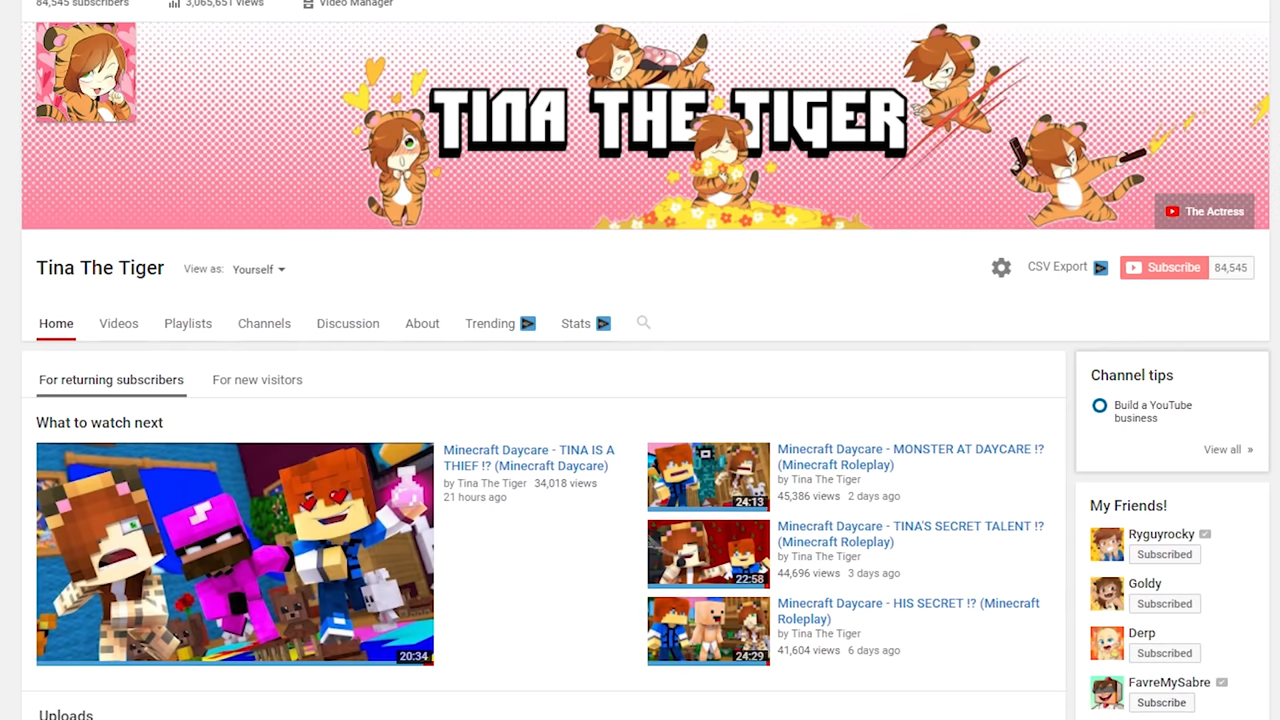 84,545 subscribers
3,065,651 views
Video Manager
TINA THE TIGER
The Actress
Tina The Tiger
View as: Yourself
CSV Export
Subscribe 84,545
Home
Videos
Playlists
Channels
Discussion
About
Trending
Stats
For returning subscribers
For new visitors
What to watch next
20:34
Minecraft Daycare - TINA IS A
THIEF !? (Minecraft Daycare)
by Tina The Tiger 34,018 views
21 hours ago
24:13
Minecraft Daycare - MONSTER AT DAYCARE !?
(Minecraft Roleplay)
by Tina The Tiger
45,386 views 2 days ago
22:58
Minecraft Daycare - TINA'S SECRET TALENT !?
(Minecraft Roleplay)
by Tina The Tiger
44,696 views 3 days ago
24:29
Minecraft Daycare - HIS SECRET !? (Minecraft
Roleplay)
by Tina The Tiger
41,604 views 6 days ago
Uploads
Channel tips
Build a YouTube
business
View all »
My Friends!
Ryguyrocky
Subscribed
Goldy
Subscribed
Derp
Subscribed
FavreMySabre
Subscribe